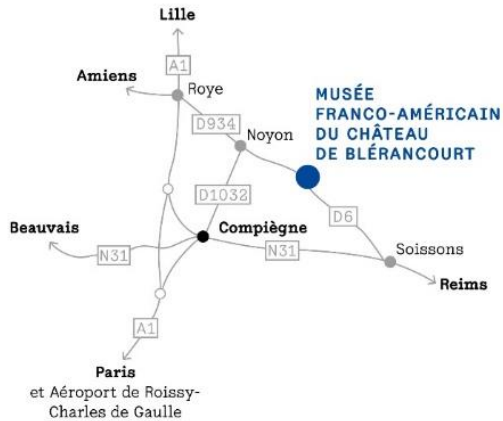 Lille
A1
Amiens
Roye
MUSÉE
FRANCO-AMÉRICAIN
DU CHÂTEAU
DE BLÉRANCOURT
D934
Noyon
D1032
D6
Beauvais
Compiègne
N31
N31
Soissons
Reims
A1
Paris
et Aéroport de Roissy-
Charles de Gaulle